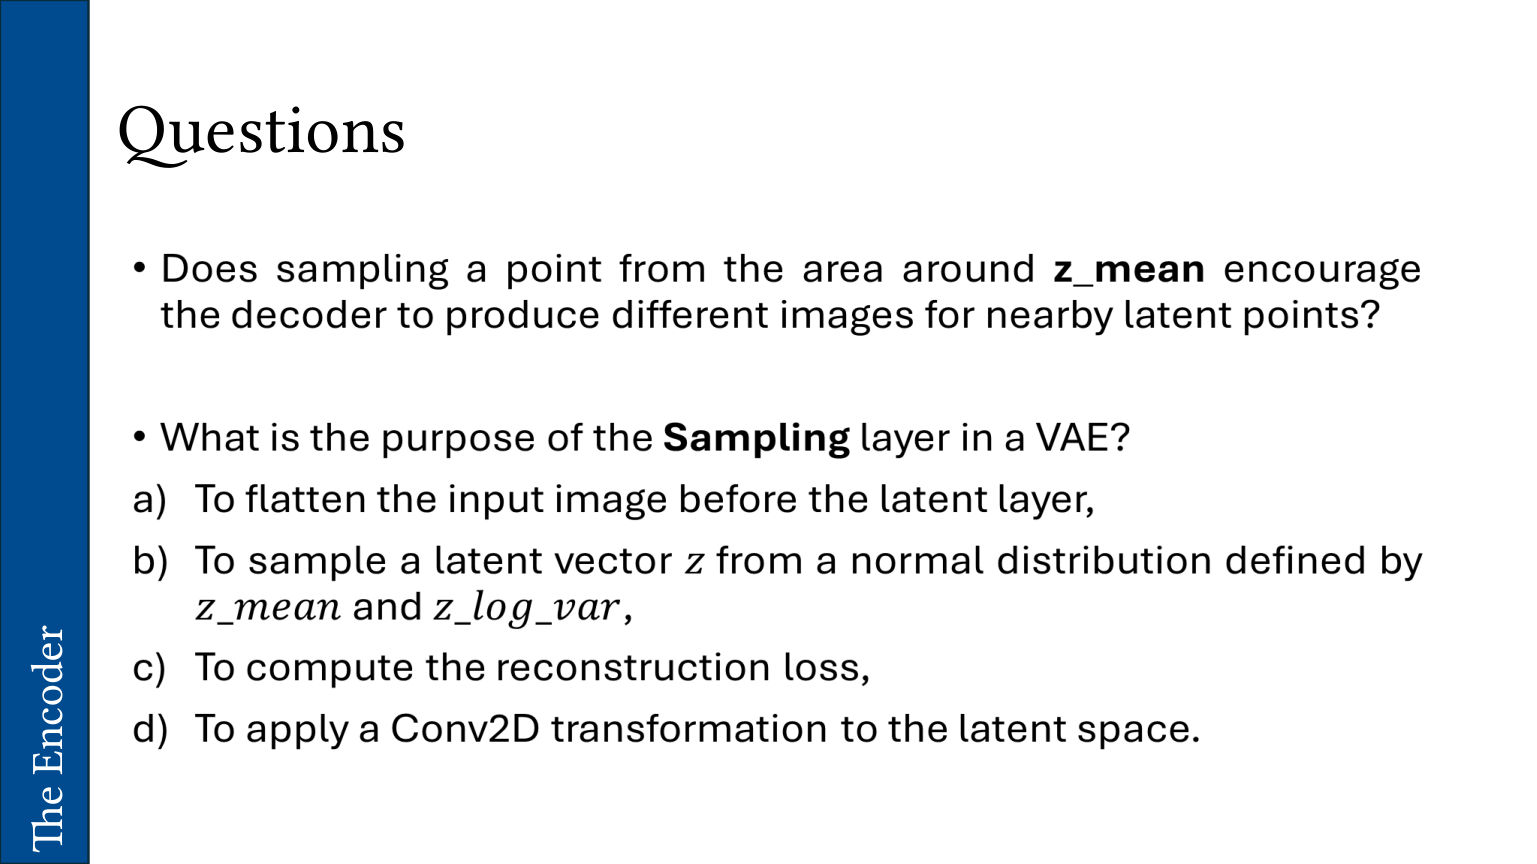 Questions
• Does sampling a point from the area around z_mean encourage
the decoder to produce different images for nearby latent points?
• What is the purpose of the Sampling layer in a VAE?
a) To flatten the input image before the latent layer,
b) To sample a latent vector 𝑧 from a normal distribution defined by
𝑧_𝑚𝑒𝑎𝑛 and 𝑧_𝑙𝑜𝑔_𝑣𝑎𝑟,
c) To compute the reconstruction loss,
d) To apply a Conv2D transformation to the latent space.
The Encoder